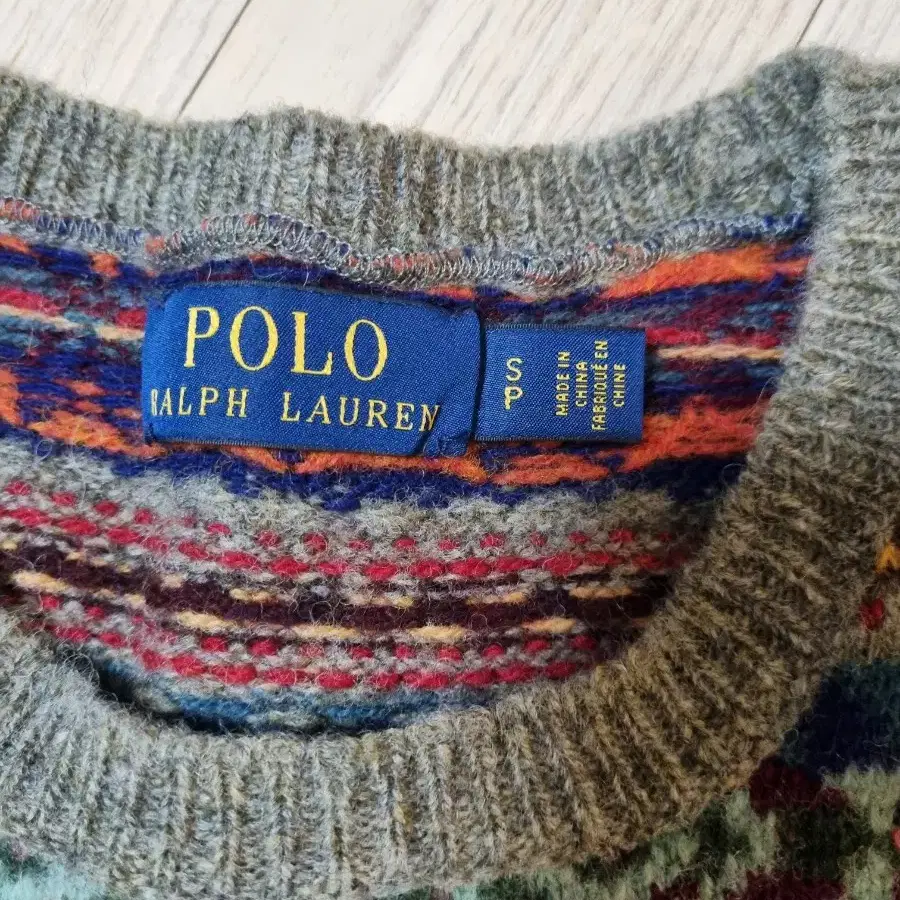 POLO
RALPH LAUREN
S
P
MADE IN
CHINA
FABRIQUÉ EN
CHINE